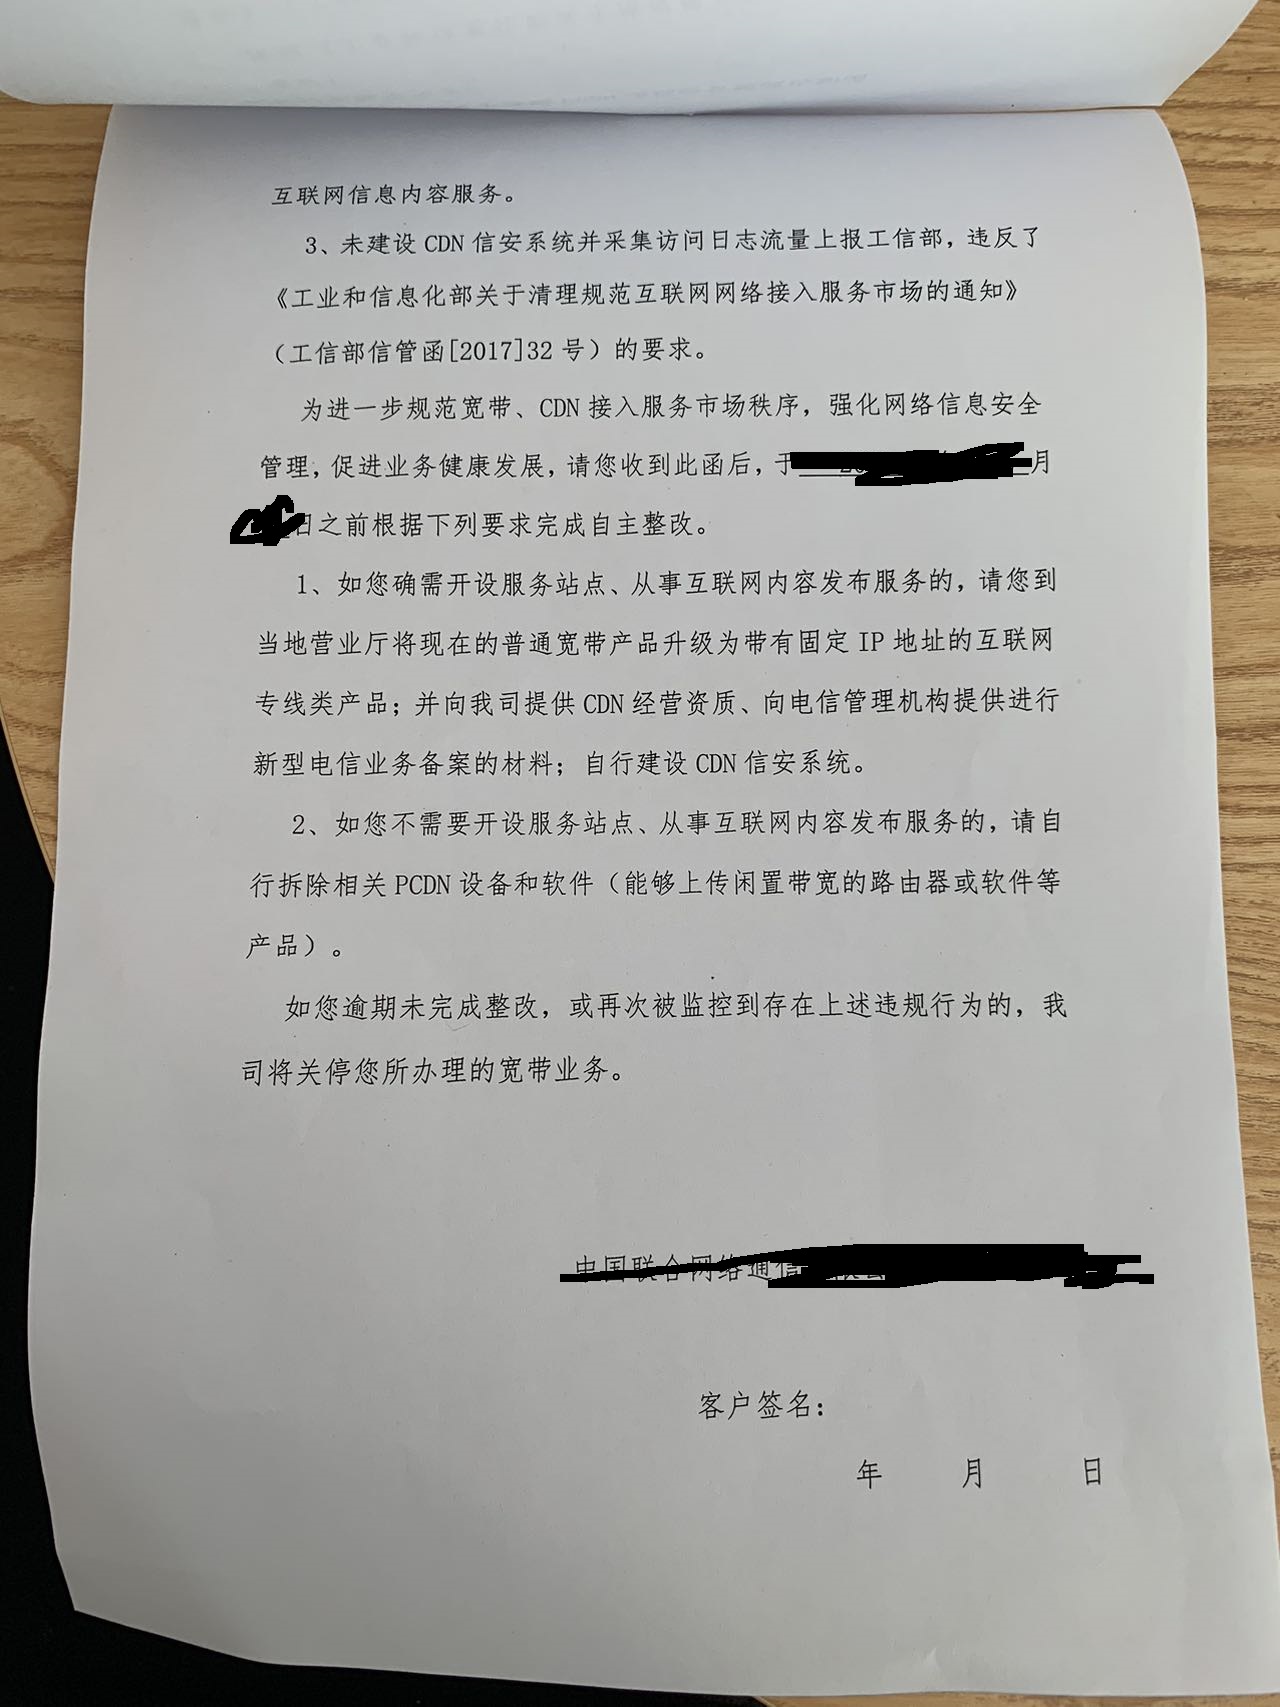 互联网信息内容服务。
3、未建设 CDN 信安系统并采集访问日志流量上报工信部，违反了
《工业和信息化部关于清理规范互联网网络接入服务市场的通知》
（工信部信管函[2017]32 号）的要求。
为进一步规范宽带、CDN 接入服务市场秩序，强化网络信息安全
管理，促进业务健康发展，请您收到此函后，于 月
日之前根据下列要求完成自主整改。
1、如您确需开设服务站点、从事互联网内容发布服务的，请您到
当地营业厅将现在的普通宽带产品升级为带有固定 IP 地址的互联网
专线类产品；并向我司提供 CDN 经营资质、向电信管理机构提供进行
新型电信业务备案的材料；自行建设 CDN 信安系统。
2、如您不需要开设服务站点、从事互联网内容发布服务的，请自
行拆除相关 PCDN 设备和软件（能够上传闲置带宽的路由器或软件等
产品）。
如您逾期未完成整改，或再次被监控到存在上述违规行为的，我
司将关停您所办理的宽带业务。
中国联合网络通信
客户签名：
年 月 日